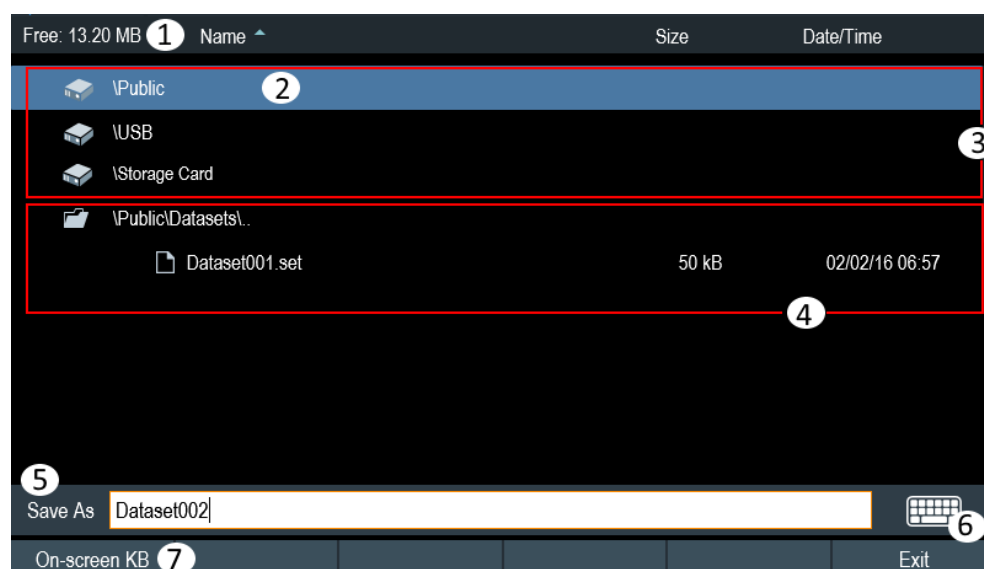 Free: 13.20 MB 1 Name Size Date/Time
\Public 2
\USB
3
\Storage Card
\Public\Datasets\..
Dataset001.set 50 kB 02/02/16 06:57
4
5
Save As Dataset002
6
On-screen KB 7 Exit